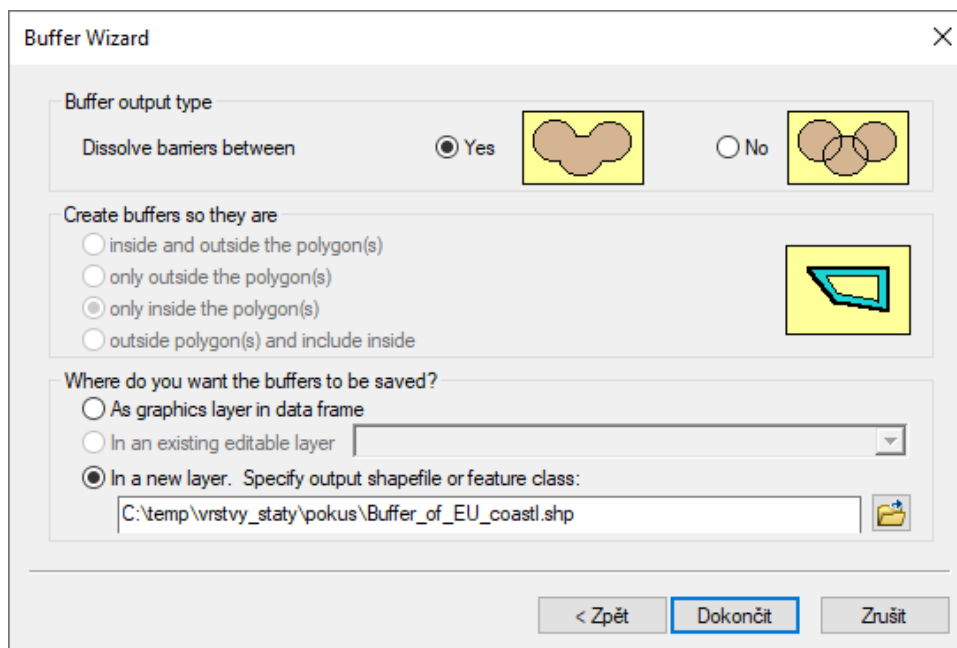 Buffer Wizard
Buffer output type
Dissolve barriers between Yes No
Create buffers so they are
inside and outside the polygon(s)
only outside the polygon(s)
only inside the polygon(s)
outside polygon(s) and include inside
Where do you want the buffers to be saved?
As graphics layer in data frame
In an existing editable layer
In a new layer. Specify output shapefile or feature class:
C:\temp\vrstvy_staty\pokus\Buffer_of_EU_coastl.shp
< Zpět Dokončit Zrušit